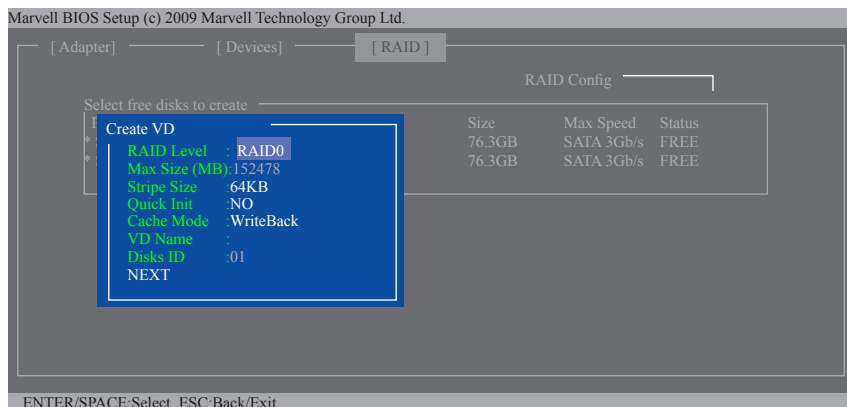 Marvell BIOS Setup (c) 2009 Marvell Technology Group Ltd.
[ Adapter] [ Devices] [ RAID ]
RAID Config
Select free disks to create
Size Max Speed Status
* 76.3GB SATA 3Gb/s FREE
* 76.3GB SATA 3Gb/s FREE
Create VD
RAID Level : RAID0
Max Size (MB):152478
Stripe Size :64KB
Quick Init :NO
Cache Mode :WriteBack
VD Name :
Disks ID :01
NEXT
ENTER/SPACE:Select ESC:Back/Exit